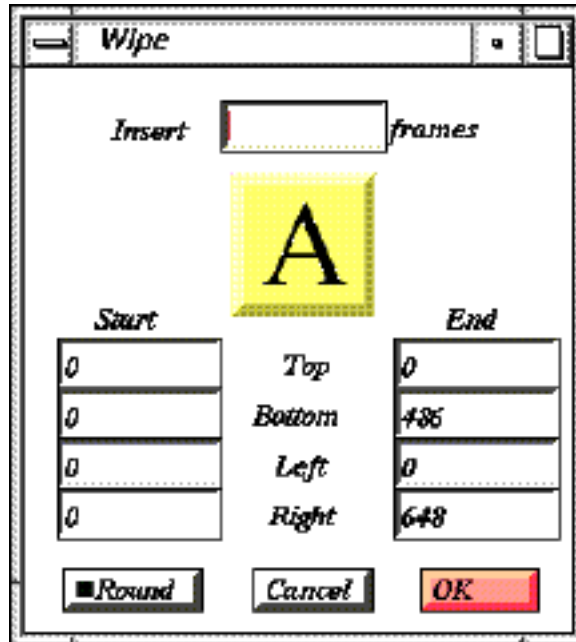 Wipe
Insert frames
A
Start End
0 Top 0
0 Bottom 486
0 Left 0
0 Right 648
Round Cancel OK